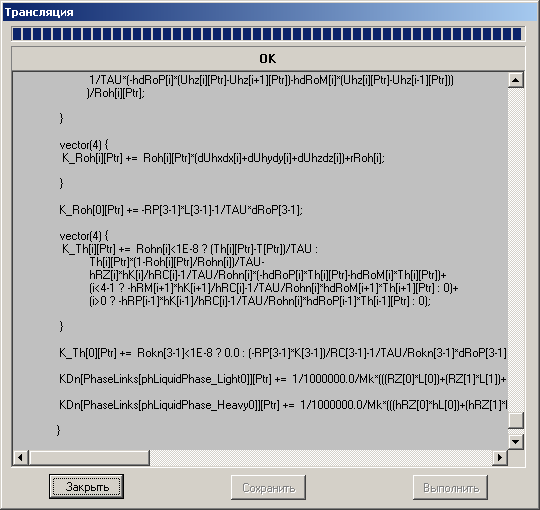 Трансляция
OK
1/TAU*(-hdRoP[i]*(Uhz[i][Ptr]-Uhz[i+1][Ptr])-hdRoM[i]*(Uhz[i][Ptr]-Uhz[i-1][Ptr]))
)/Roh[i][Ptr];
}
vector(4) {
K_Roh[i][Ptr] += Roh[i][Ptr]*(dUhxdx[i]+dUhydy[i]+dUhzdz[i])+rRoh[i];
}
K_Roh[0][Ptr] += -RP[3-1]*L[3-1]-1/TAU*dRoP[3-1];
vector(4) {
K_Th[i][Ptr] += Rohn[i]<1E-8 ? (Th[i][Ptr]-T[Ptr])/TAU :
Th[i][Ptr]*(1-Roh[i][Ptr]/Rohn[i])/TAU-
hRZ[i]*hK[i]/hRC[i]-1/TAU/Rohn[i]*(-hdRoP[i]*Th[i][Ptr]-hdRoM[i]*Th[i][Ptr])+
(i<4-1 ? -hRM[i+1]*hK[i+1]/hRC[i]-1/TAU/Rohn[i]*hdRoM[i+1]*Th[i+1][Ptr] : 0)+
(i>0 ? -hRP[i-1]*hK[i-1]/hRC[i]-1/TAU/Rohn[i]*hdRoP[i-1]*Th[i-1][Ptr] : 0);
}
K_Th[0][Ptr] += Rokn[3-1]<1E-8 ? 0.0 : (-RP[3-1]*K[3-1])/RC[3-1]-1/TAU/Rokn[3-1]*dRoP[3-1]
KDn[PhaseLinks[phLiquidPhase_Light0]][Ptr] += 1/1000000.0/Mk*(((RZ[0]*L[0])+(RZ[1]*L[1])+
KDn[PhaseLinks[phLiquidPhase_Heavy0]][Ptr] += 1/1000000.0/Mk*(((hRZ[0]*hL[0])+(hRZ[1]*
}
Закрыть
Сохранить
Выполнить